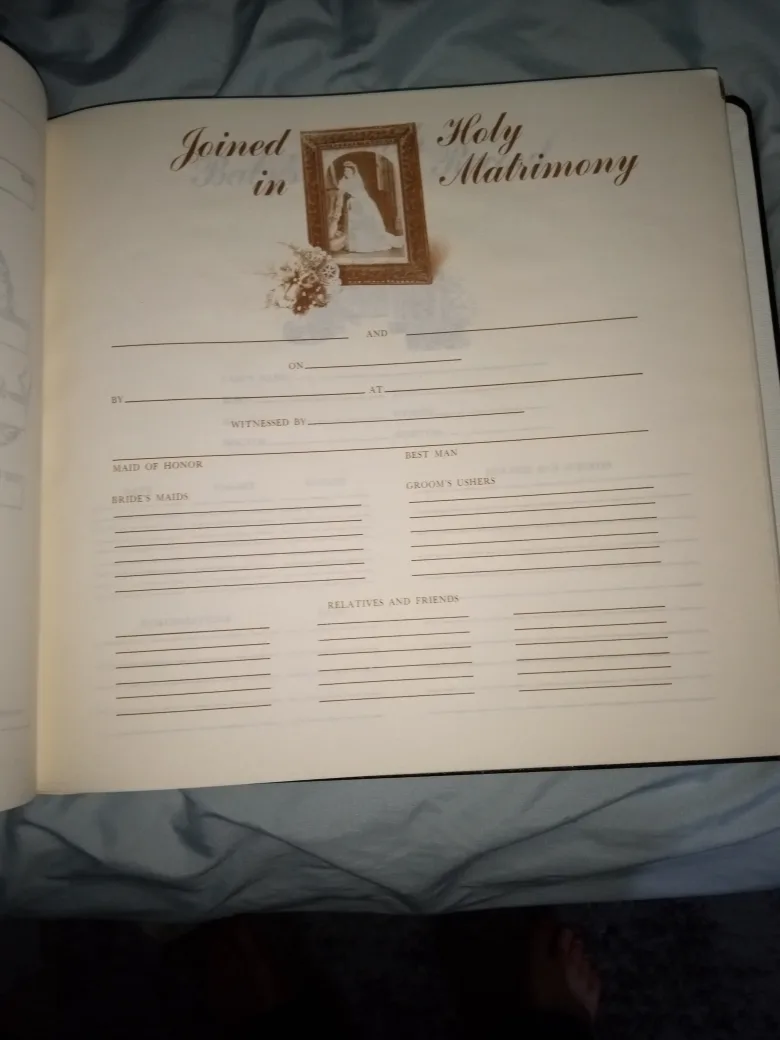 Joined in
Holy Matrimony
AND
ON
BY AT
WITNESSED BY
MAID OF HONOR BEST MAN
BRIDE'S MAIDS GROOM'S USHERS
RELATIVES AND FRIENDS